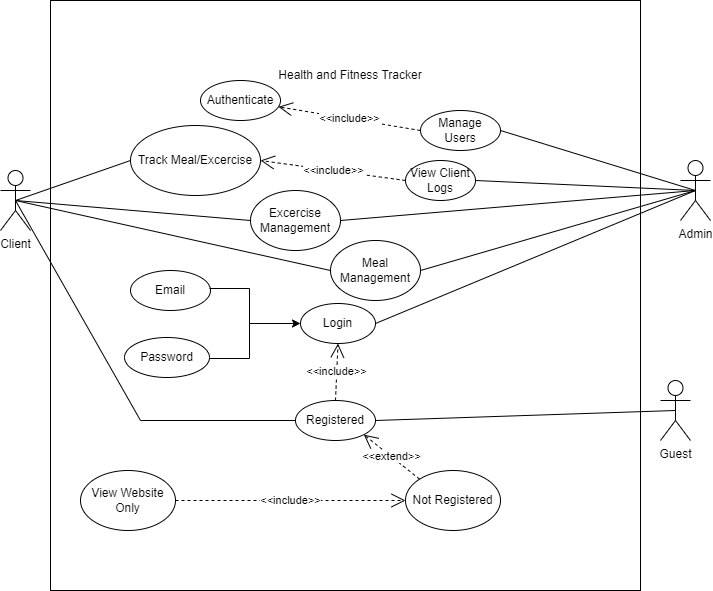 Health and Fitness Tracker
Authenticate
<<include>>
Manage
Users
Track Meal/Excercise
<<include>>
View Client
Logs
Client
Admin
Excercise
Management
Meal
Management
Email
Login
Password
<<include>>
Registered
Guest
<<extend>>
View Website
Only
<<include>>
Not Registered